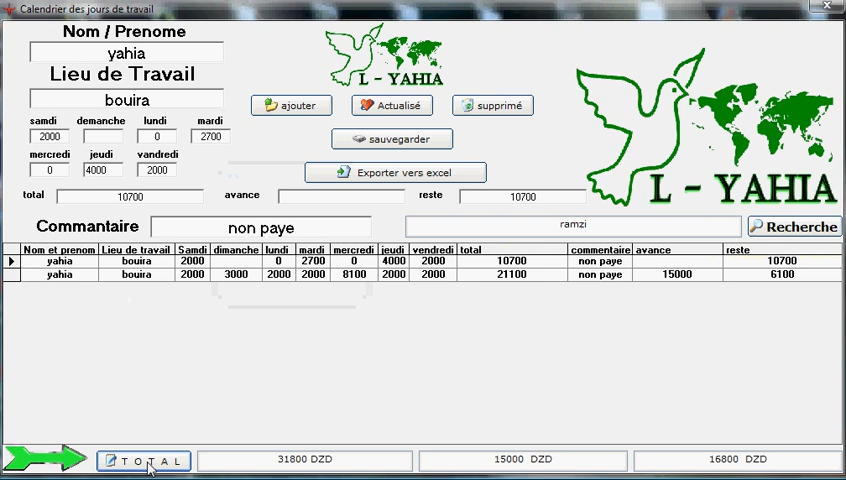 Calendrier des jours de travail
Nom / Prenome
yahia
Lieu de Travail
bouira
samdi demanche lundi mardi
2000 0 2700
mercredi jeudi vandredi
0 4000 2000
total 10700 avance reste 10700
L - YAHIA
ajouter Actualisé supprimé
sauvegarder
Exporter vers excel
L - YAHIA
Commantaire non paye ramzi Recherche
Nom et prenom Lieu de travail Samdi dimanche lundi mardi mercredi jeudi vendredi total commentaire avance reste
yahia bouira 2000 0 2700 0 4000 2000 10700 non paye 10700
yahia bouira 2000 3000 2000 2000 8100 2000 2000 21100 non paye 15000 6100
T O T A L 31800 DZD 15000 DZD 16800 DZD